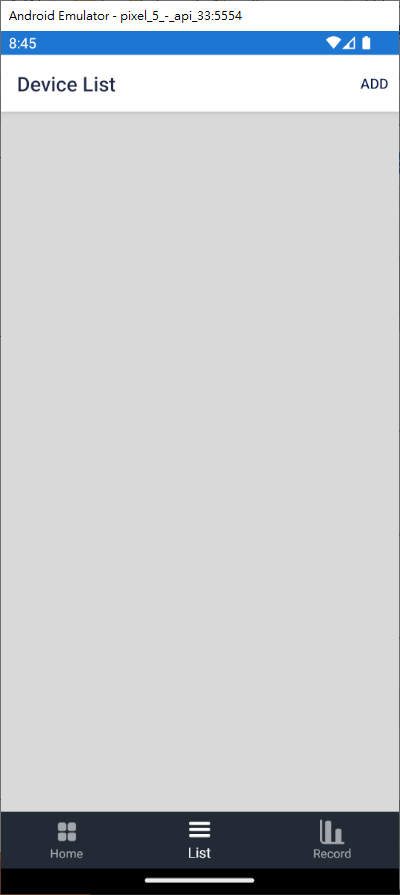 Android Emulator - pixel_5_-_api_33:5554
8:45
Device List
ADD
Home
List
Record